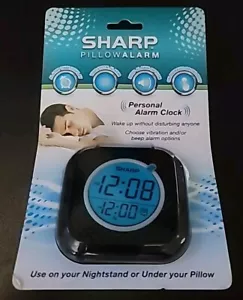 SHARP
PILLOWALARM
Personal
Alarm Clock
Wake up without disturbing anyone
Choose vibration and/or
beep alarm options
SHARP
12:08
12:00
Use on your Nightstand or Under your Pillow